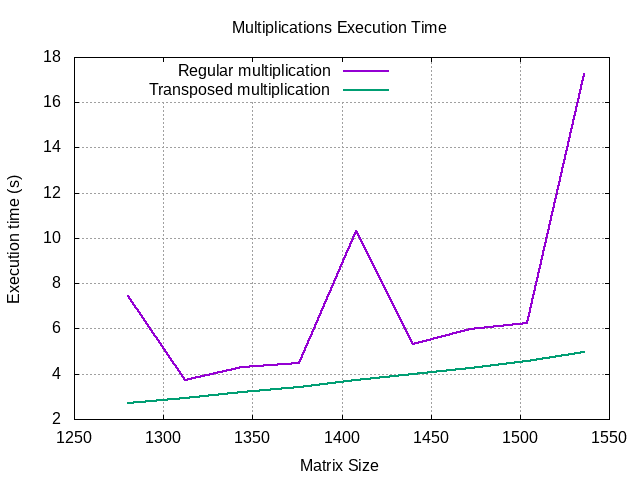 Multiplications Execution Time
Regular multiplication
Transposed multiplication
Execution time (s)
18
16
14
12
10
8
6
4
2
1250 1300 1350 1400 1450 1500 1550
Matrix Size